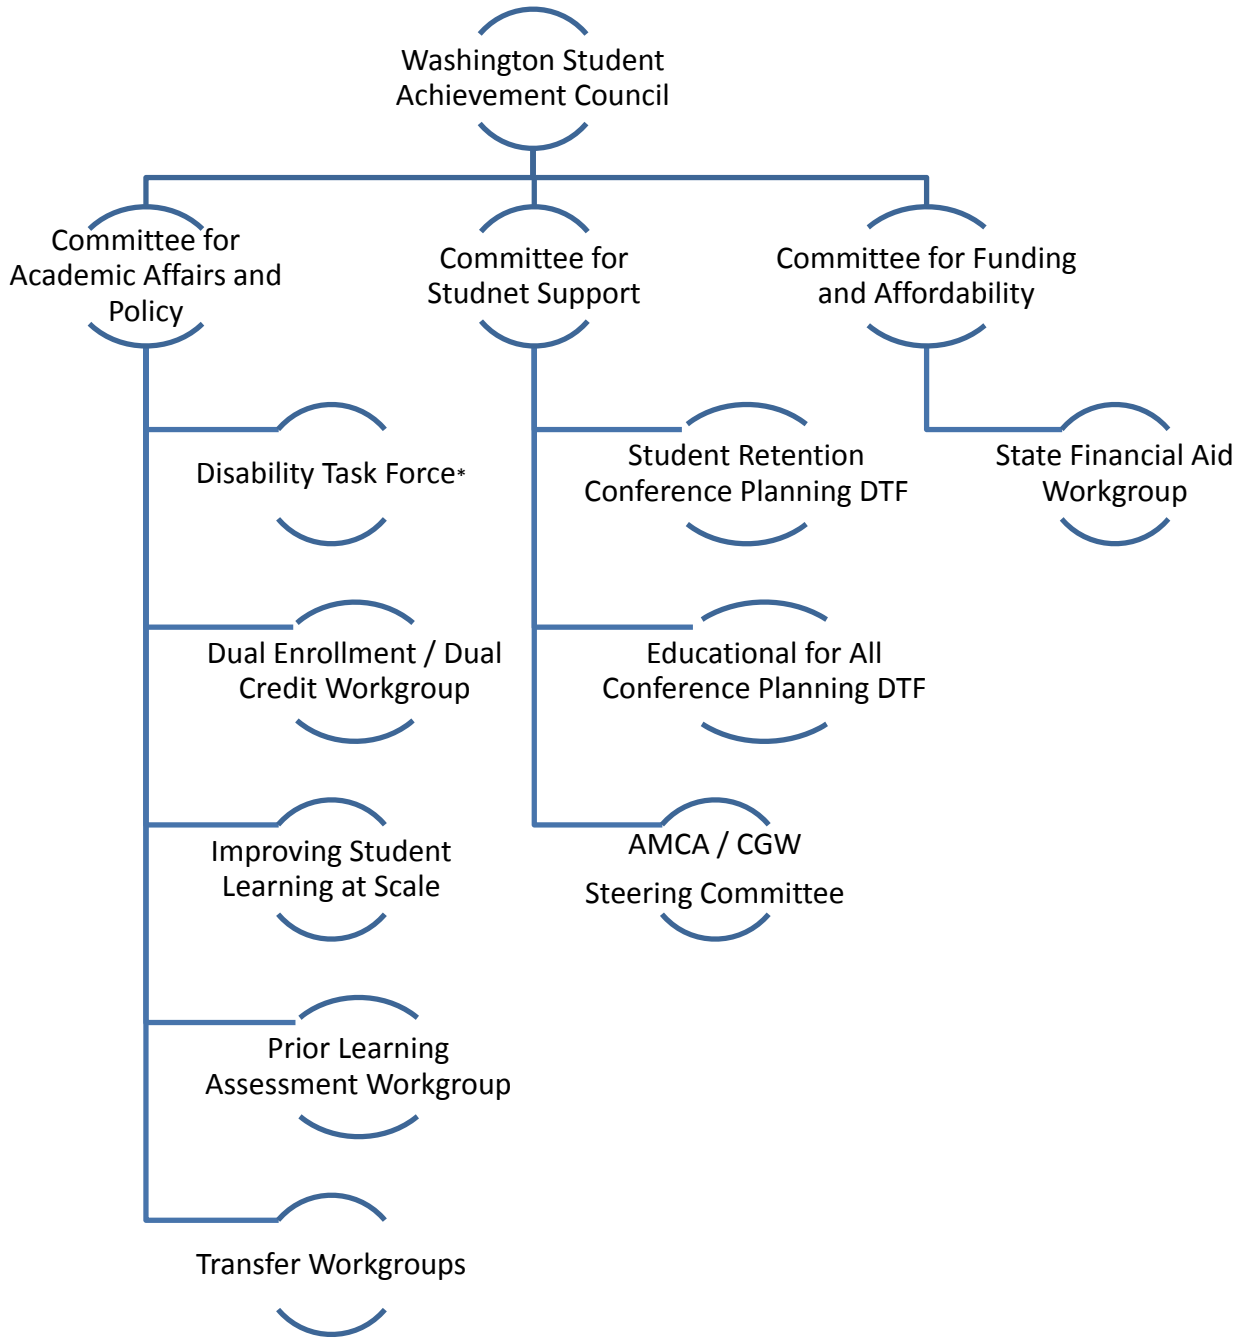 Washington Student
Achievement Council
Committee for
Academic Affairs and
Policy
Committee for
Studnet Support
Committee for Funding
and Affordability
Disability Task Force*
Student Retention
Conference Planning DTF
State Financial Aid
Workgroup
Dual Enrollment / Dual
Credit Workgroup
Educational for All
Conference Planning DTF
Improving Student
Learning at Scale
AMCA / CGW
Steering Committee
Prior Learning
Assessment Workgroup
Transfer Workgroups